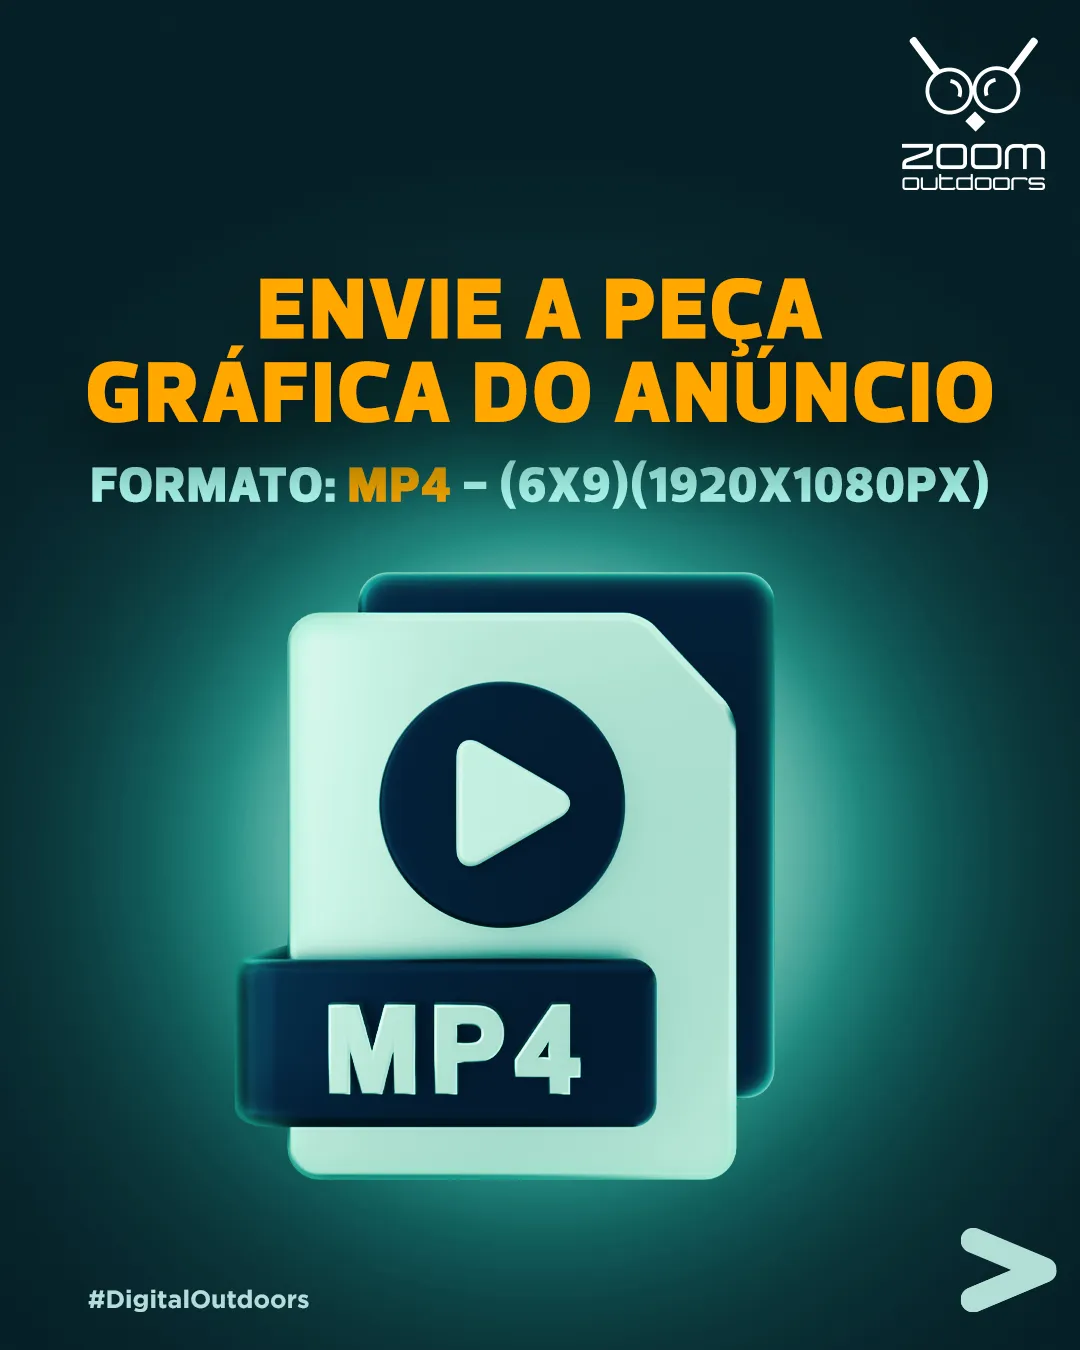 zoom
outdoors
ENVIE A PEÇA
GRÁFICA DO ANÚNCIO
FORMATO: MP4 – (6X9)(1920X1080PX)
MP4
#DigitalOutdoors